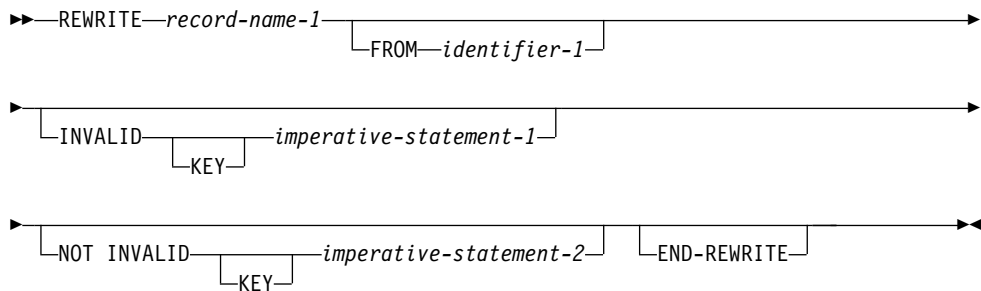 REWRITE record-name-1
FROM identifier-1
INVALID imperative-statement-1
KEY
NOT INVALID imperative-statement-2 END-REWRITE
KEY